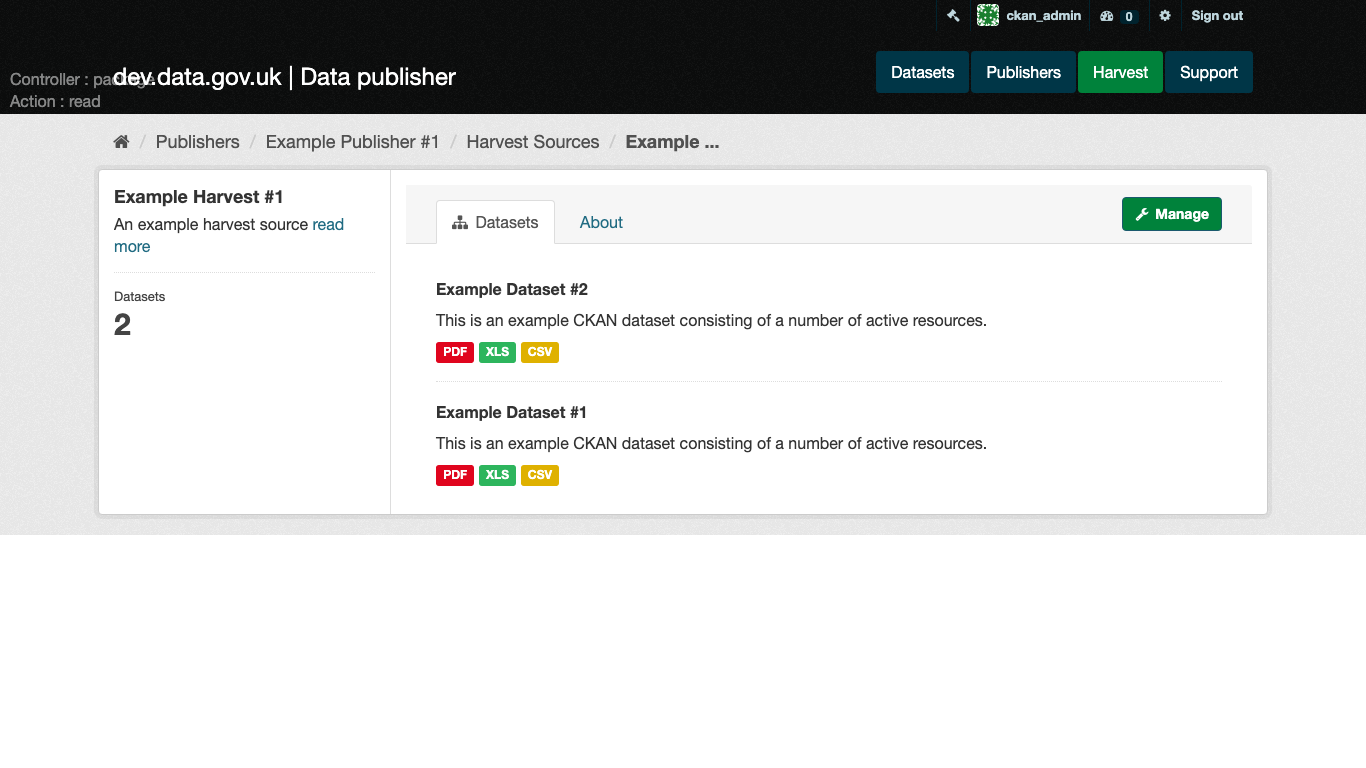 ckan_admin 0 Sign out
Controller : package
Action : read
dev.data.gov.uk | Data publisher
Datasets Publishers Harvest Support
/ Publishers / Example Publisher #1 / Harvest Sources / Example ...
Example Harvest #1
An example harvest source read
more
Datasets
2
Datasets About Manage
Example Dataset #2
This is an example CKAN dataset consisting of a number of active resources.
PDF XLS CSV
Example Dataset #1
This is an example CKAN dataset consisting of a number of active resources.
PDF XLS CSV